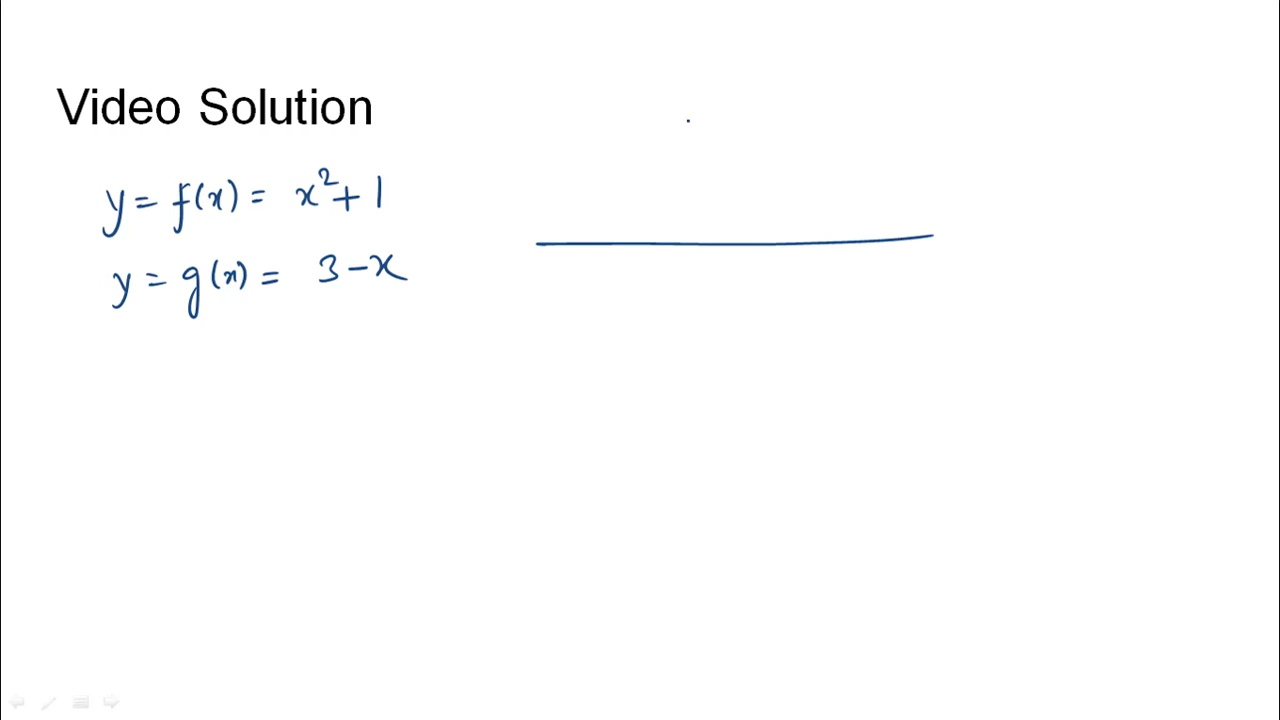 Video Solution
y = f(x) = x² + 1
y = g(x) = 3 - x